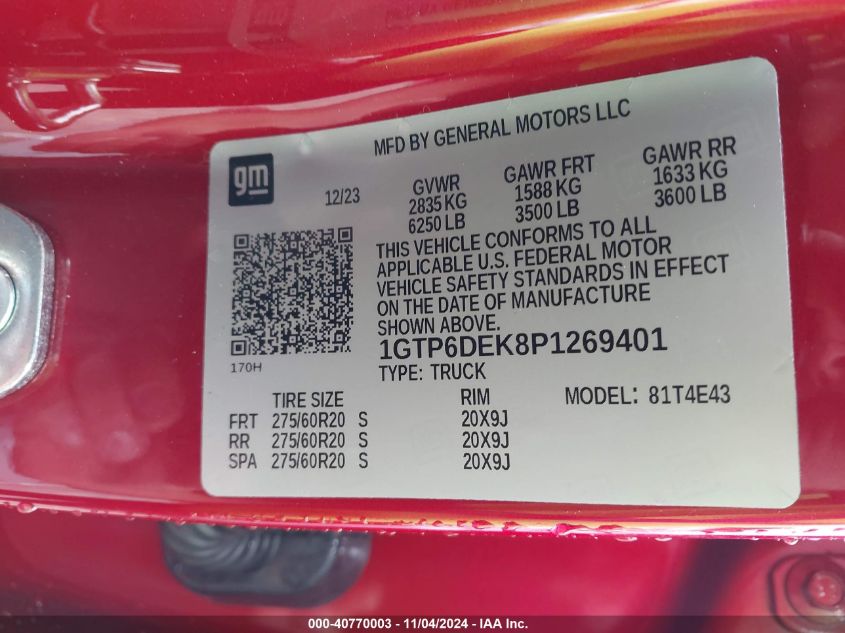 MFD BY GENERAL MOTORS LLC
gm
12/23
GVWR GAWR FRT GAWR RR
2835 KG 1588 KG 1633 KG
6250 LB 3500 LB 3600 LB
THIS VEHICLE CONFORMS TO ALL
APPLICABLE U.S. FEDERAL MOTOR
VEHICLE SAFETY STANDARDS IN EFFECT
ON THE DATE OF MANUFACTURE
SHOWN ABOVE.
1GTP6DEK8P1269401
170H
TYPE: TRUCK
TIRE SIZE RIM MODEL: 81T4E43
FRT 275/60R20 S 20X9J
RR 275/60R20 S 20X9J
SPA 275/60R20 S 20X9J
000-40770003 - 11/04/2024 - IAA Inc.